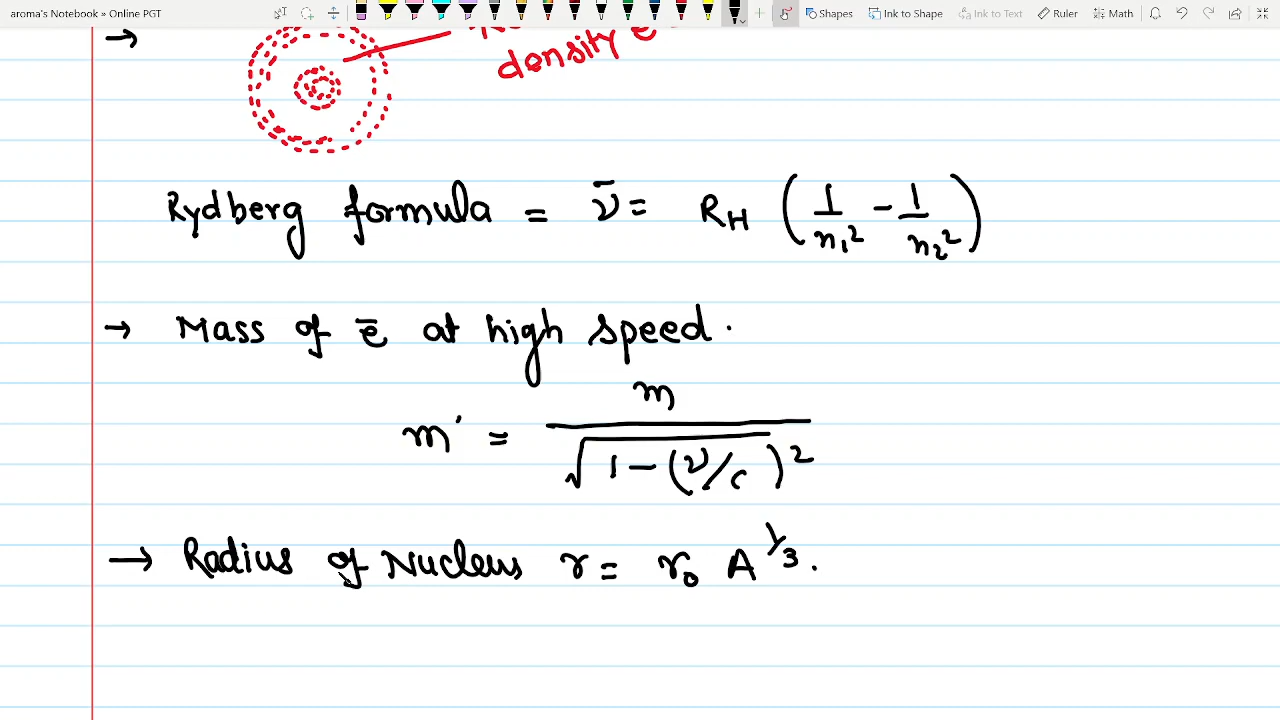 aroma's Notebook » Online PGT
Shapes Ink to Shape Ink to Text Ruler Math
density e
Rydberg formula = ν̄ = R_H (1/n₁² - 1/n₂²)
→ Mass of e̅ at high speed.
m' = m / √1-(v/c)²
→ Radius of Nucleus r = r₀ A^1/3.